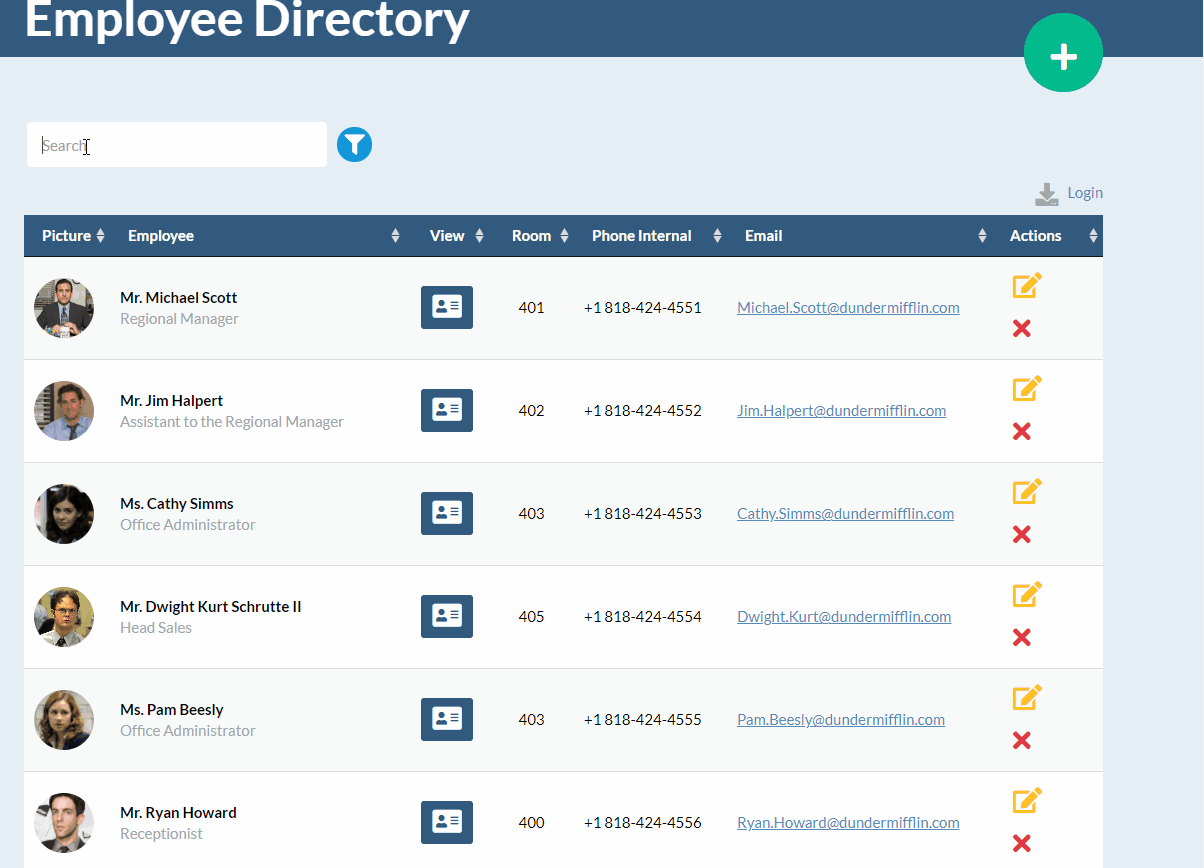 Employee Directory
Search
Login
Picture Employee View Room Phone Internal Email Actions
Mr. Michael Scott
Regional Manager
401 +1 818-424-4551 Michael.Scott@dundermifflin.com
Mr. Jim Halpert
Assistant to the Regional Manager
402 +1 818-424-4552 Jim.Halpert@dundermifflin.com
Ms. Cathy Simms
Office Administrator
403 +1 818-424-4553 Cathy.Simms@dundermifflin.com
Mr. Dwight Kurt Schrutte II
Head Sales
405 +1 818-424-4554 Dwight.Kurt@dundermifflin.com
Ms. Pam Beesly
Office Administrator
403 +1 818-424-4555 Pam.Beesly@dundermifflin.com
Mr. Ryan Howard
Receptionist
400 +1 818-424-4556 Ryan.Howard@dundermifflin.com